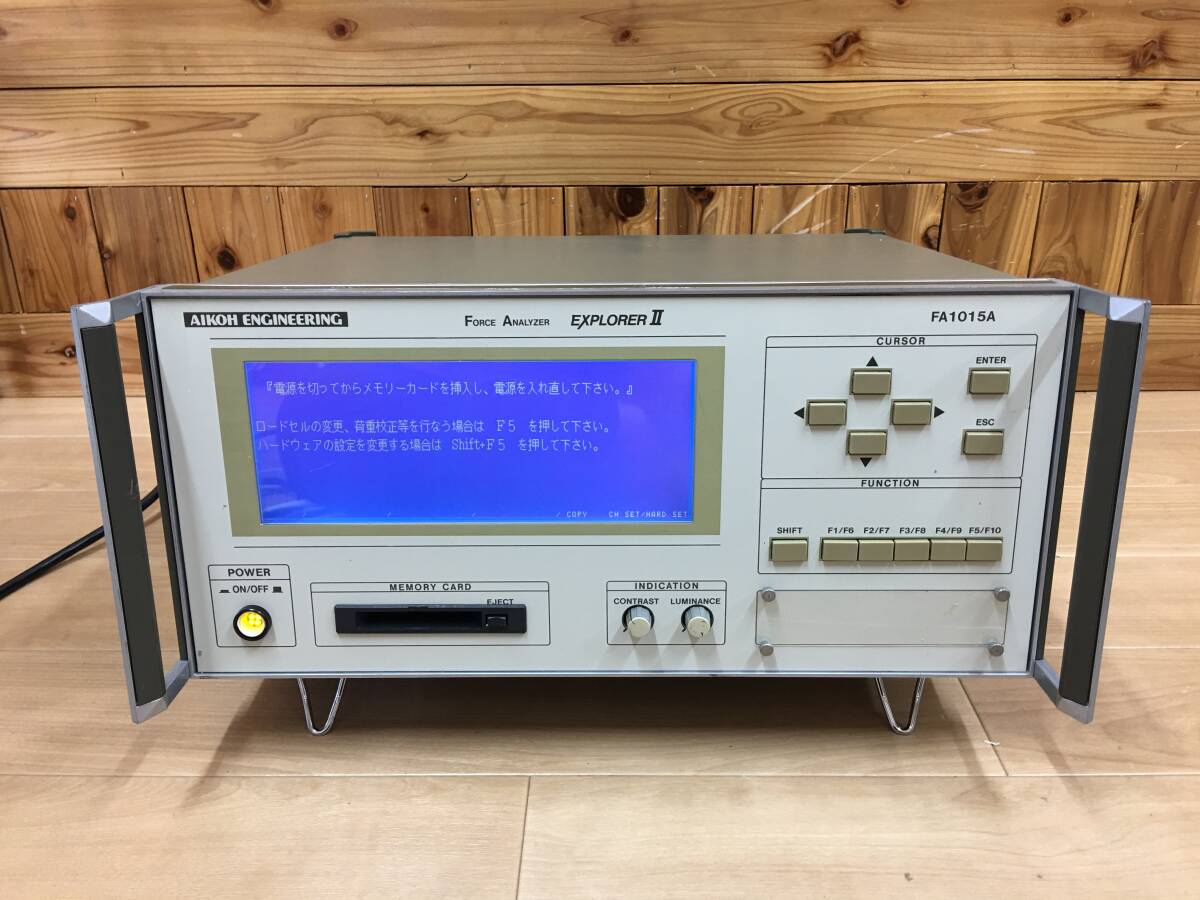 AIKOH ENGINEERING
FORCE ANALYZER EXPLORER II
FA1015A
『電源を切ってからメモリーカードを挿入し、電源を入れ直して下さい。』
ロードセルの変更、荷重校正等を行なう場合は F5 を押して下さい。
ハードウェアの設定を変更する場合は Shift+F5 を押して下さい。
/ COPY CH SET/HARD SET
CURSOR
ENTER
ESC
FUNCTION
SHIFT F1/F6 F2/F7 F3/F8 F4/F9 F5/F10
POWER
ON/OFF
MEMORY CARD
EJECT
INDICATION
CONTRAST LUMINANCE